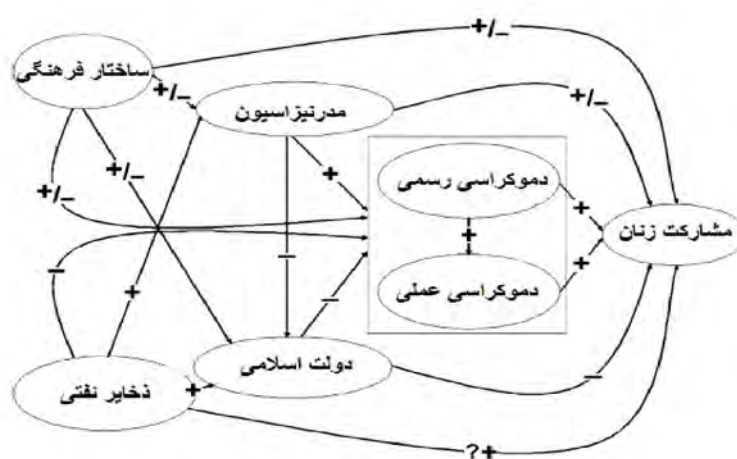 +/–
ساختار فرهنگی
+/–
مدرنیزاسیون
+/–
+
دموکراسی رسمی
+/–
+/–
+
مشارکت زنان
+
–
–
+
–
دموکراسی عملی
+
دولت اسلامی
–
ذخایر نفتی
+
?+